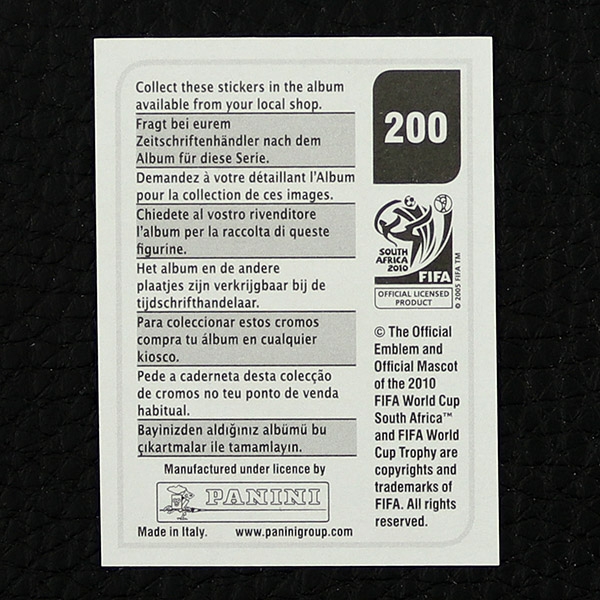 Collect these stickers in the album
available from your local shop.
Fragt bei eurem
Zeitschriftenhändler nach dem
Album für diese Serie.
Demandez à votre détaillant l'Album
pour la collection de ces images.
Chiedete al vostro rivenditore
l'album per la raccolta di queste
figurine.
Het album en de andere
plaatjes zijn verkrijgbaar bij de
tijdschrifthandelaar.
Para coleccionar estos cromos
compra tu álbum en cualquier
kiosco.
Pede a caderneta desta colecção
de cromos no teu ponto de venda
habitual.
Bayinizden aldığınız albümü bu
çıkartmalar ile tamamlayın.
Manufactured under licence by
PANINI
Made in Italy. www.paninigroup.com
200
SOUTH
AFRICA
2010
FIFA
OFFICIAL LICENSED
PRODUCT
© 2005 FIFA TM
© The Official
Emblem and
Official Mascot
of the 2010
FIFA World Cup
South Africa™
and FIFA World
Cup Trophy are
copyrights and
trademarks of
FIFA. All rights
reserved.